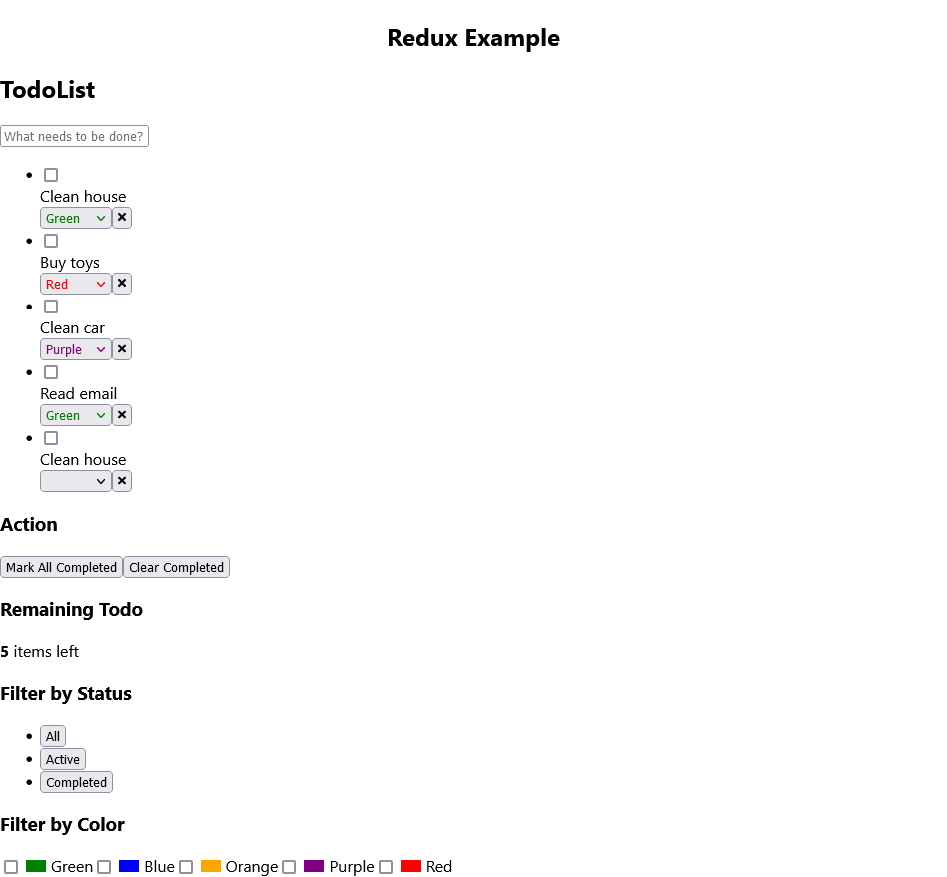 Redux Example
TodoList
What needs to be done?
Clean house
Green
Buy toys
Red
Clean car
Purple
Read email
Green
Clean house
Action
Mark All Completed Clear Completed
Remaining Todo
5 items left
Filter by Status
All
Active
Completed
Filter by Color
Green Blue Orange Purple Red